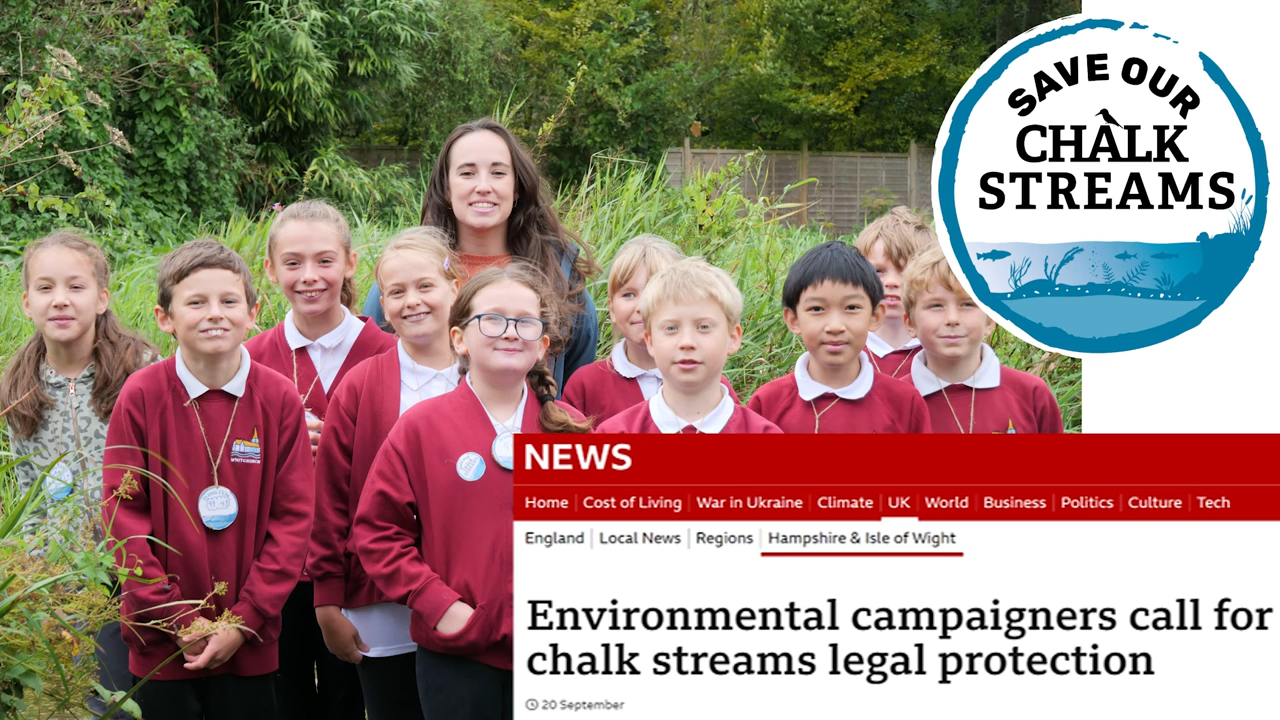 SAVE OUR
CHALK
STREAMS
WHITCHURCH
NEWS
Home Cost of Living War in Ukraine Climate UK World Business Politics Culture Tech
England Local News Regions Hampshire & Isle of Wight
Environmental campaigners call for
chalk streams legal protection
20 September